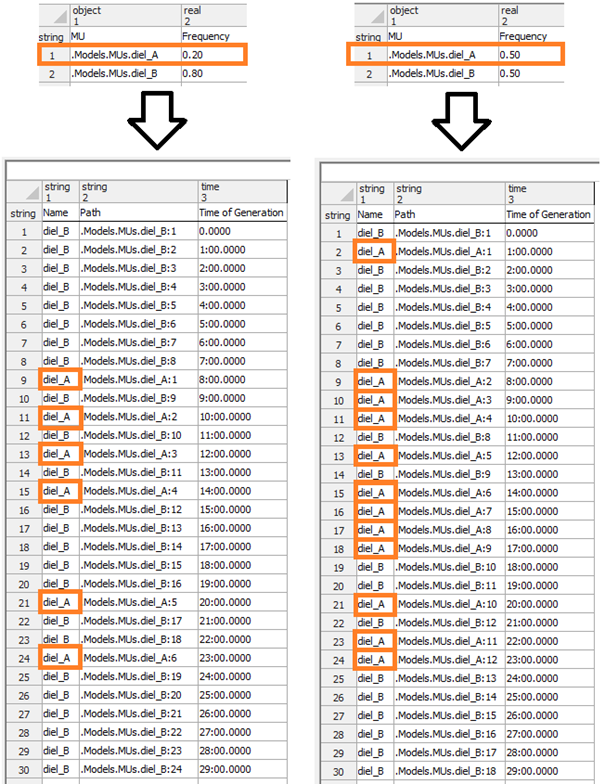 object real
1 2
string MU Frequency
1 .Models.MUs.diel_A 0.20
2 .Models.MUs.diel_B 0.80
object real
1 2
string MU Frequency
1 .Models.MUs.diel_A 0.50
2 .Models.MUs.diel_B 0.50
string string time
1 2 3
string Name Path Time of Generation
1 diel_B .Models.MUs.diel_B:1 0.0000
2 diel_B .Models.MUs.diel_B:2 1:00.0000
3 diel_B .Models.MUs.diel_B:3 2:00.0000
4 diel_B .Models.MUs.diel_B:4 3:00.0000
5 diel_B .Models.MUs.diel_B:5 4:00.0000
6 diel_B .Models.MUs.diel_B:6 5:00.0000
7 diel_B .Models.MUs.diel_B:7 6:00.0000
8 diel_B .Models.MUs.diel_B:8 7:00.0000
9 diel_A .Models.MUs.diel_A:1 8:00.0000
10 diel_B .Models.MUs.diel_B:9 9:00.0000
11 diel_A .Models.MUs.diel_A:2 10:00.0000
12 diel_B .Models.MUs.diel_B:10 11:00.0000
13 diel_A .Models.MUs.diel_A:3 12:00.0000
14 diel_B .Models.MUs.diel_B:11 13:00.0000
15 diel_A .Models.MUs.diel_A:4 14:00.0000
16 diel_B .Models.MUs.diel_B:12 15:00.0000
17 diel_B .Models.MUs.diel_B:13 16:00.0000
18 diel_B .Models.MUs.diel_B:14 17:00.0000
19 diel_B .Models.MUs.diel_B:15 18:00.0000
20 diel_B .Models.MUs.diel_B:16 19:00.0000
21 diel_A .Models.MUs.diel_A:5 20:00.0000
22 diel_B .Models.MUs.diel_B:17 21:00.0000
23 diel_B .Models.MUs.diel_B:18 22:00.0000
24 diel_A .Models.MUs.diel_A:6 23:00.0000
25 diel_B .Models.MUs.diel_B:19 24:00.0000
26 diel_B .Models.MUs.diel_B:20 25:00.0000
27 diel_B .Models.MUs.diel_B:21 26:00.0000
28 diel_B .Models.MUs.diel_B:22 27:00.0000
29 diel_B .Models.MUs.diel_B:23 28:00.0000
30 diel_B .Models.MUs.diel_B:24 29:00.0000
string string time
1 2 3
string Name Path Time of Generation
1 diel_B .Models.MUs.diel_B:1 0.0000
2 diel_A .Models.MUs.diel_A:1 1:00.0000
3 diel_B .Models.MUs.diel_B:2 2:00.0000
4 diel_B .Models.MUs.diel_B:3 3:00.0000
5 diel_B .Models.MUs.diel_B:4 4:00.0000
6 diel_B .Models.MUs.diel_B:5 5:00.0000
7 diel_B .Models.MUs.diel_B:6 6:00.0000
8 diel_B .Models.MUs.diel_B:7 7:00.0000
9 diel_A .Models.MUs.diel_A:2 8:00.0000
10 diel_A .Models.MUs.diel_A:3 9:00.0000
11 diel_A .Models.MUs.diel_A:4 10:00.0000
12 diel_B .Models.MUs.diel_B:8 11:00.0000
13 diel_A .Models.MUs.diel_A:5 12:00.0000
14 diel_B .Models.MUs.diel_B:9 13:00.0000
15 diel_A .Models.MUs.diel_A:6 14:00.0000
16 diel_A .Models.MUs.diel_A:7 15:00.0000
17 diel_A .Models.MUs.diel_A:8 16:00.0000
18 diel_A .Models.MUs.diel_A:9 17:00.0000
19 diel_B .Models.MUs.diel_B:10 18:00.0000
20 diel_B .Models.MUs.diel_B:11 19:00.0000
21 diel_A .Models.MUs.diel_A:10 20:00.0000
22 diel_B .Models.MUs.diel_B:12 21:00.0000
23 diel_A .Models.MUs.diel_A:11 22:00.0000
24 diel_A .Models.MUs.diel_A:12 23:00.0000
25 diel_B .Models.MUs.diel_B:13 24:00.0000
26 diel_B .Models.MUs.diel_B:14 25:00.0000
27 diel_B .Models.MUs.diel_B:15 26:00.0000
28 diel_B .Models.MUs.diel_B:16 27:00.0000
29 diel_B .Models.MUs.diel_B:17 28:00.0000
30 diel_B .Models.MUs.diel_B:18 29:00.0000